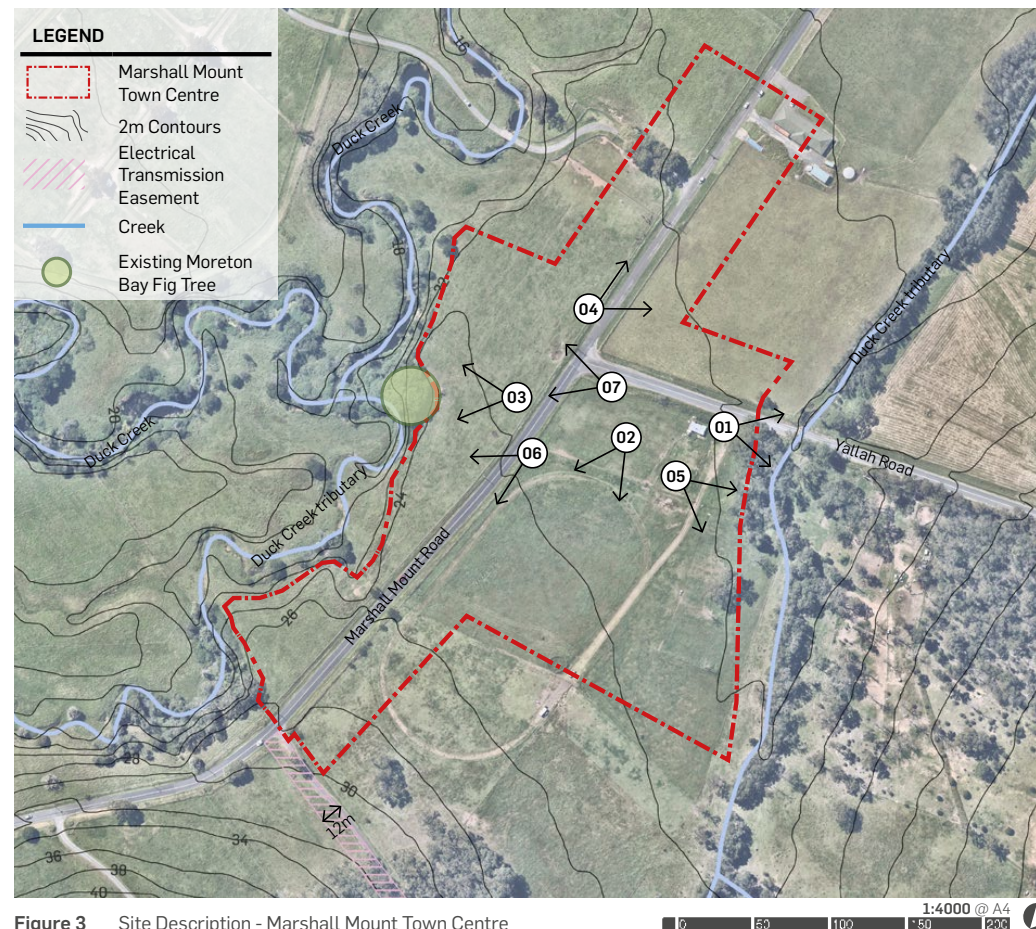 LEGEND
Marshall Mount
Town Centre
2m Contours
Electrical
Transmission
Easement
Creek
Existing Moreton
Bay Fig Tree
16
Duck Creek
18
22
04
03
07
20
Duck Creek
01
02
06
Yallah Road
Duck Creek tributary
05
24
Duck Creek tributary
26
Marshall Mount Road
28
30
12m
34
36
38
40
1:4000 @ A4
Figure 3 Site Description - Marshall Mount Town Centre
0 50 100 150 200